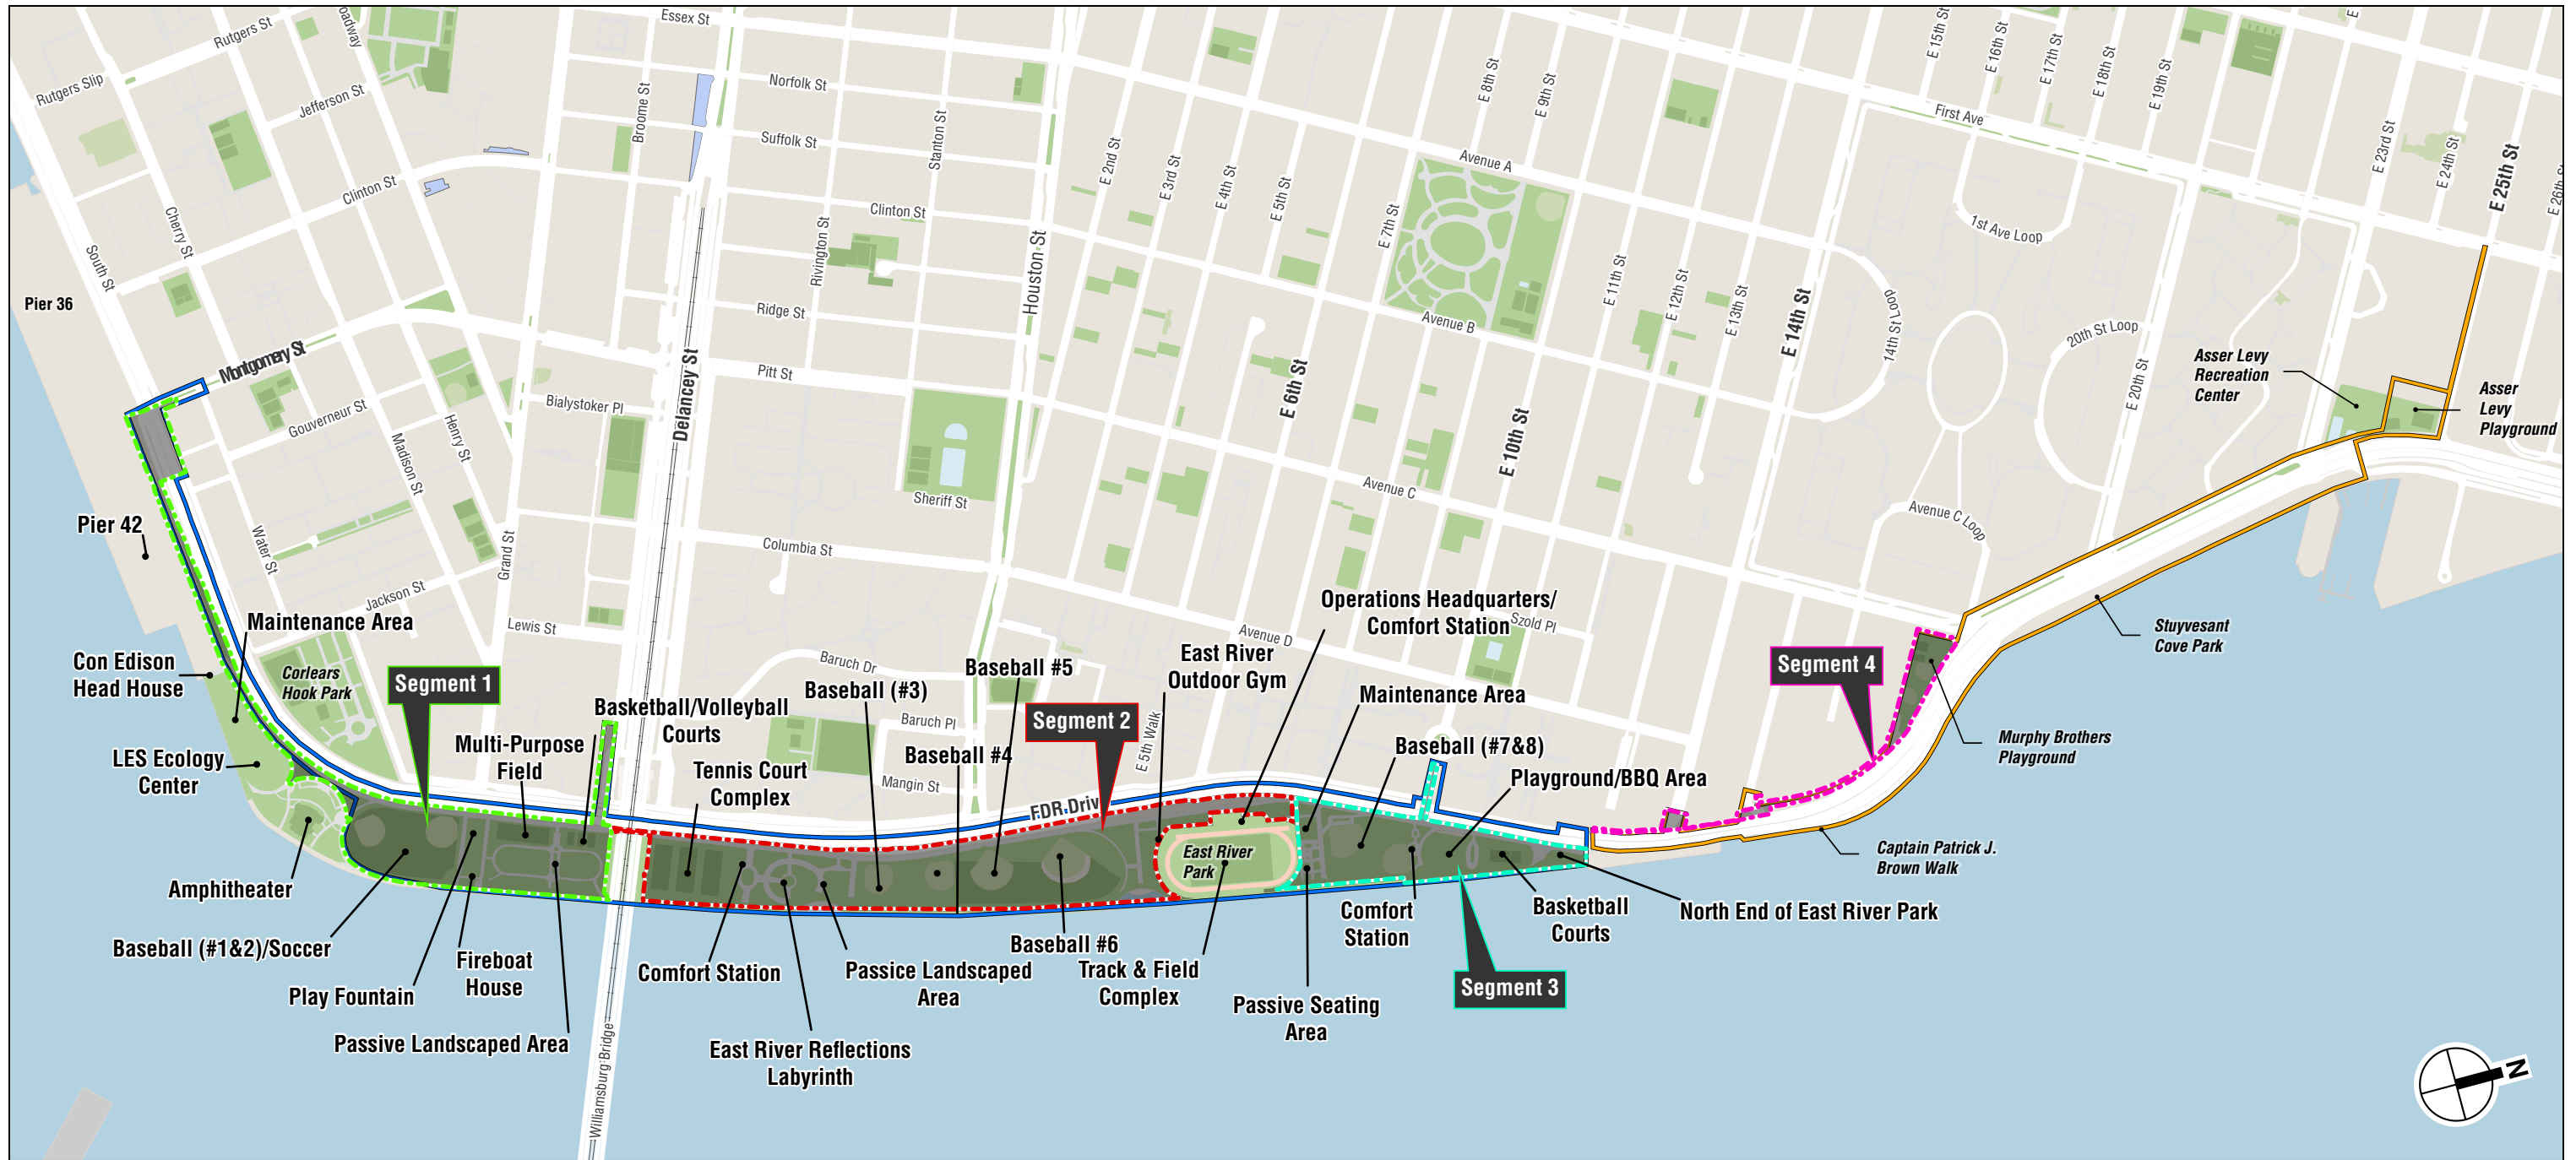 Essex St
Rutgers St
oadway
Rutgers Slip
Jefferson St
Broome St
Norfolk St
Suffolk St
Stanton St
Clinton St
Clinton St
Cherry St
South St
Pier 36
Rivington St
Houston St
E 2nd St
E 3rd St
E 4th St
E 5th St
E 7th St
E 8th St
E 9th St
Avenue A
First Ave
E 15th St
E 16th St
E 17th St
E 18th St
E 19th St
E
E 23rd St
E 24th St
E 25th St
E 26th St
1st Ave Loop
Ridge St
Avenue B
E 11th St
E 12th St
E 13th St
E 14th St
14th St Loop
20th St Loop
E 20th St
Asser Levy
Recreation
Center
Asser
Levy
Playground
Montgomery St
Gouverneur St
Delancey St
Pitt St
Bialystoker Pl
E 6th St
E 10th St
Madison St
Henry St
Sheriff St
Avenue C
Avenue C Loop
Pier 42
Water St
Grand St
Columbia St
Jackson St
Lewis St
Maintenance Area
Con Edison
Head House
Corlears
Hook Park
Segment 1
Baruch Dr
Baruch Pl
Mangin St
Avenue D
Szold Pl
Operations Headquarters/
Comfort Station
East River
Outdoor Gym
E 5th Walk
Maintenance Area
Baseball #5
Baseball (#3)
Baseball #4
Segment 2
Segment 4
Stuyvesant
Cove Park
Murphy Brothers
Playground
Basketball/Volleyball
Courts
Multi-Purpose
Field
Tennis Court
Complex
LES Ecology
Center
FDR Driv
Baseball (#7&8)
Playground/BBQ Area
East River
Park
Captain Patrick J.
Brown Walk
Amphitheater
Baseball (#1&2)/Soccer
Play Fountain
Fireboat
House
Passive Landscaped Area
Comfort Station
East River Reflections
Labyrinth
Passice Landscaped
Area
Baseball #6
Track & Field
Complex
Passive Seating
Area
Comfort
Station
Segment 3
Basketball
Courts
North End of East River Park
Williamsburg Bridge
N